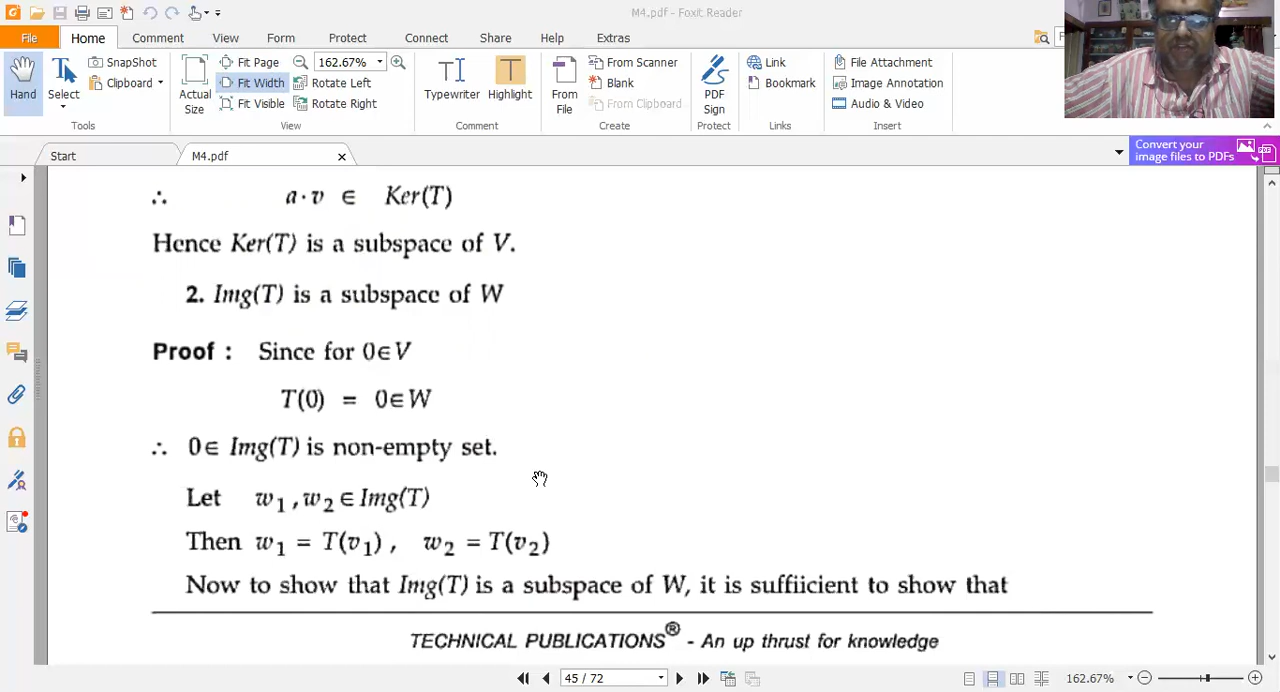 M4.pdf - Foxit Reader
File Home Comment View Form Protect Connect Share Help Extras
Hand Select SnapShot Clipboard Actual Size Fit Page Fit Width Fit Visible 162.67% Rotate Left Rotate Right Typewriter Highlight From File From Scanner Blank From Clipboard PDF Sign Link Bookmark File Attachment Image Annotation Audio & Video
Tools View Comment Create Protect Links Insert
Start M4.pdf
Convert your image files to PDFs
∴ a · v ∈ Ker(T)
Hence Ker(T) is a subspace of V.
2. Img(T) is a subspace of W
Proof : Since for 0∈V
T(0) = 0∈W
∴ 0∈ Img(T) is non-empty set.
Let w1 , w2 ∈ Img(T)
Then w1 = T(v1) , w2 = T(v2)
Now to show that Img(T) is a subspace of W, it is suffiicient to show that
TECHNICAL PUBLICATIONS® - An up thrust for knowledge
45 / 72 162.67%